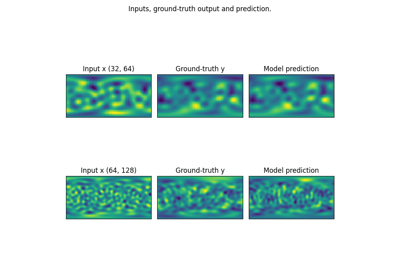 Inputs, ground-truth output and prediction.
Input x (32, 64) Ground-truth y Model prediction
Input x (64, 128) Ground-truth y Model prediction